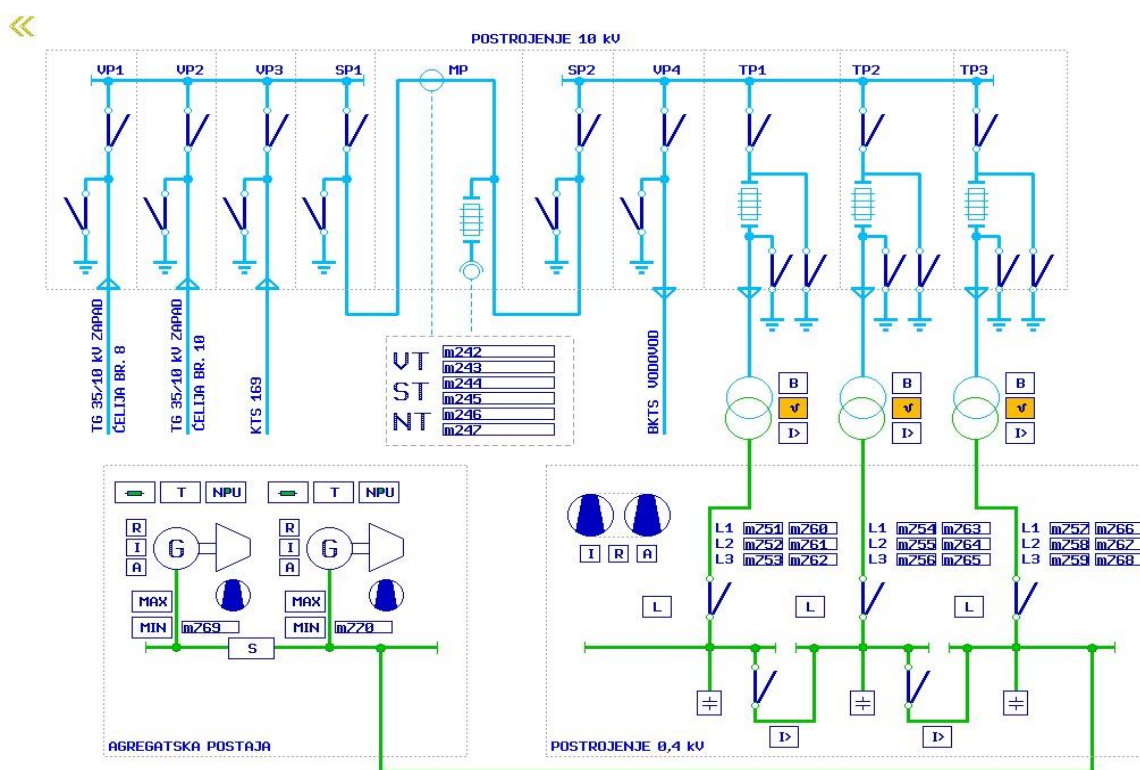 POSTROJENJE 10 kV
VP1 VP2 VP3 SP1 MP SP2 VP4 TP1 TP2 TP3
TG 35/10 kV ZAPAD
ĆELIJA BR. 8
TG 35/10 kV ZAPAD
ĆELIJA BR. 10
KTS 169
VT m242
m243
ST m244
m245
NT m246
m247
BKTS VODOVOD
B B B
ϑ ϑ ϑ
I> I> I>
T NPU T NPU
R R
I I
A A
G G
MAX MAX
MIN m769 MIN m770
S
AGREGATSKA POSTAJA
I R A
L1 m751 m760 L1 m754 m763 L1 m757 m766
L2 m752 m761 L2 m755 m764 L2 m758 m767
L3 m753 m762 L3 m756 m765 L3 m759 m768
L L L
I> I>
POSTROJENJE 0,4 kV